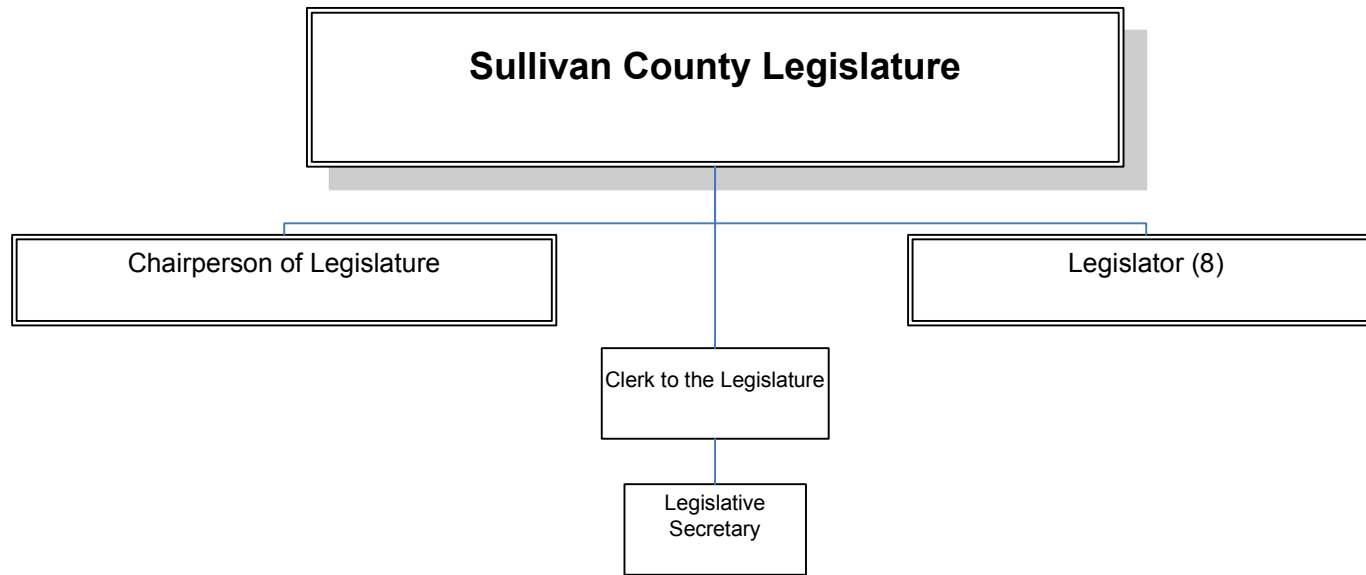 Sullivan County Legislature
Chairperson of Legislature
Legislator (8)
Clerk to the Legislature
Legislative
Secretary